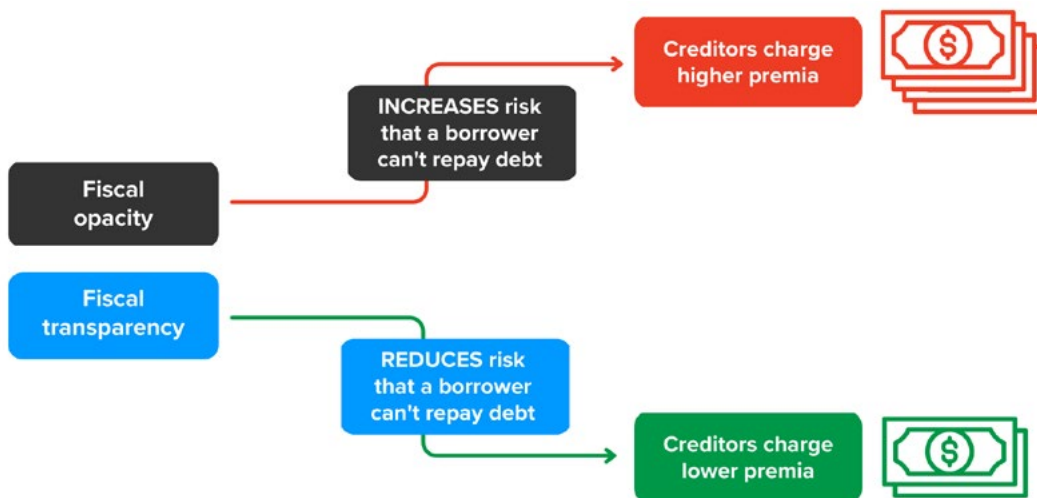 Fiscal
opacity
INCREASES risk
that a borrower
can't repay debt
Creditors charge
higher premia
$
Fiscal
transparency
REDUCES risk
that a borrower
can't repay debt
Creditors charge
lower premia
$